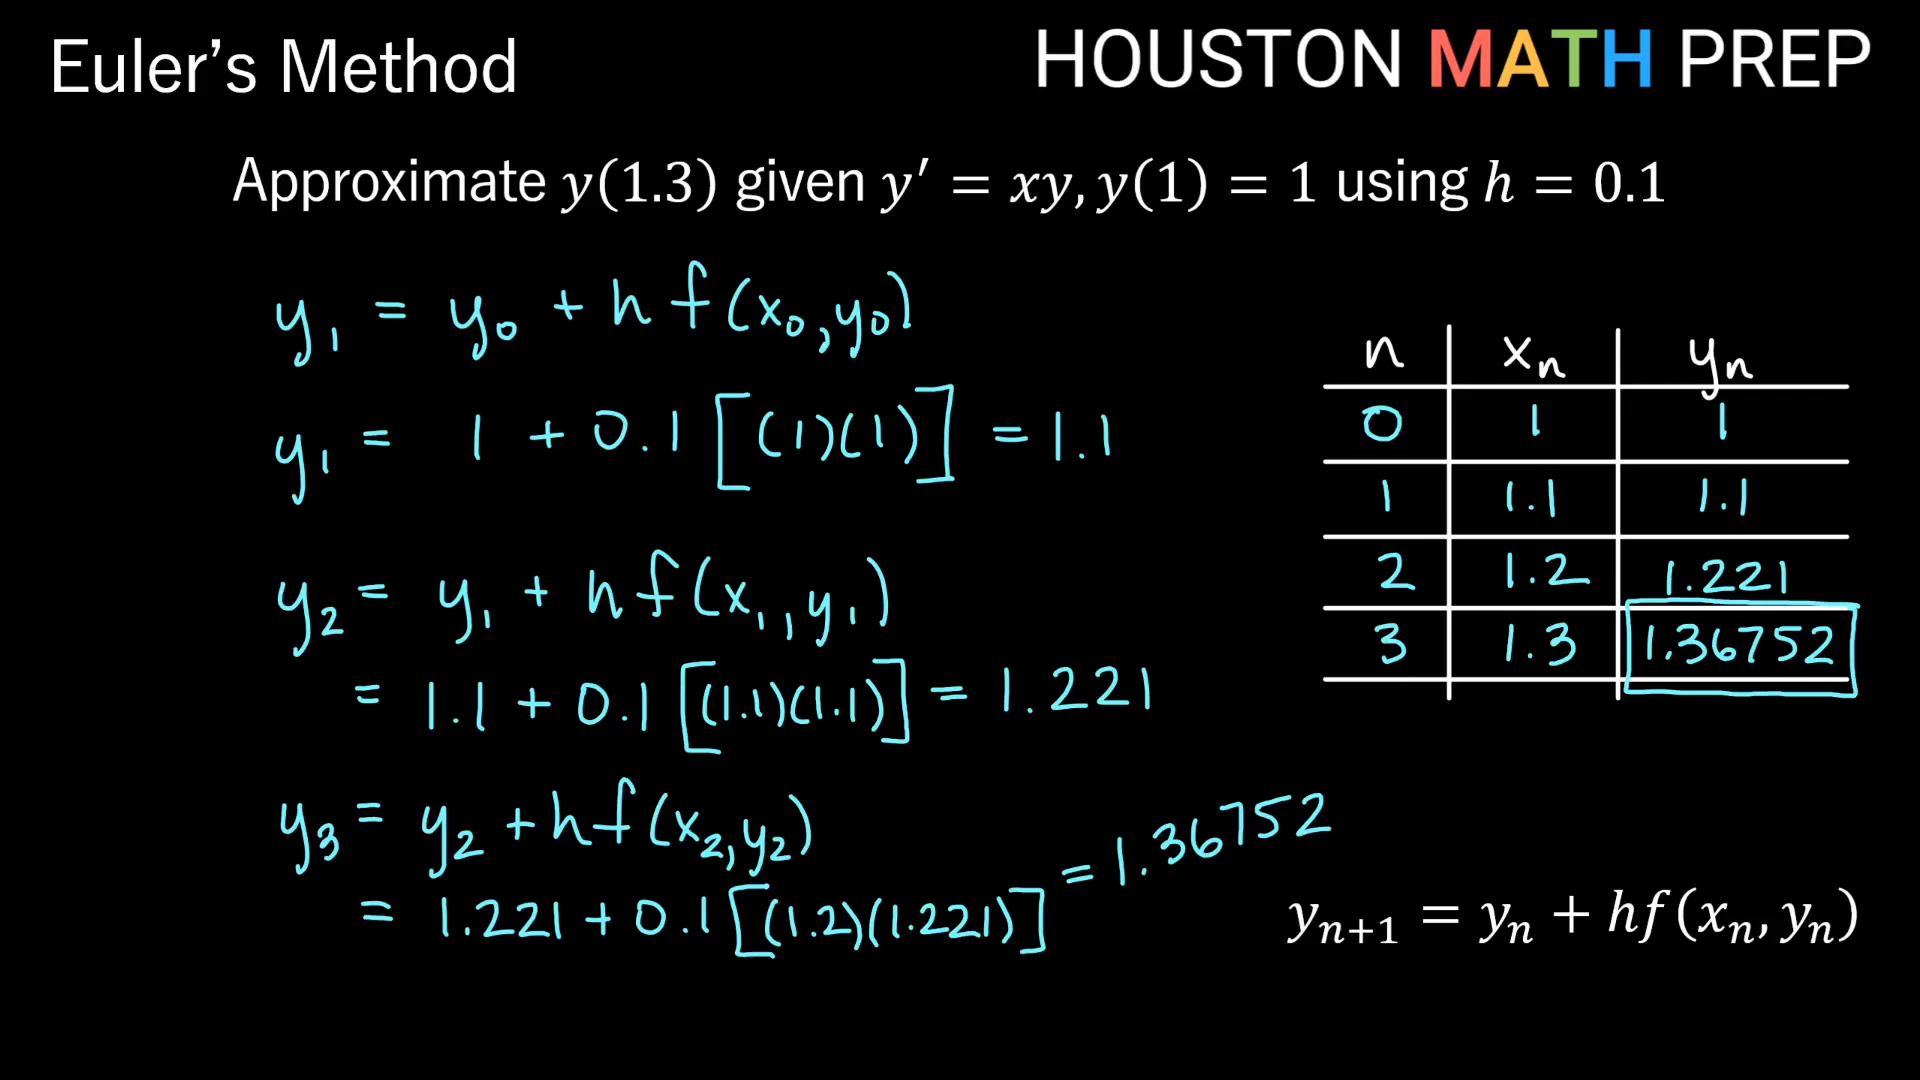 Euler's Method
HOUSTON MATH PREP
Approximate y(1.3) given y′ = xy, y(1) = 1 using h = 0.1
y₁ = y₀ + h f(x₀, y₀)
y₁ = 1 + 0.1 [(1)(1)] = 1.1
y₂ = y₁ + h f(x₁, y₁)
= 1.1 + 0.1 [(1.1)(1.1)] = 1.221
y₃ = y₂ + h f(x₂, y₂)
= 1.221 + 0.1 [(1.2)(1.221)] = 1.36752
n xₙ yₙ
0 1 1
1 1.1 1.1
2 1.2 1.221
3 1.3 1.36752
yₙ₊₁ = yₙ + hf(xₙ, yₙ)